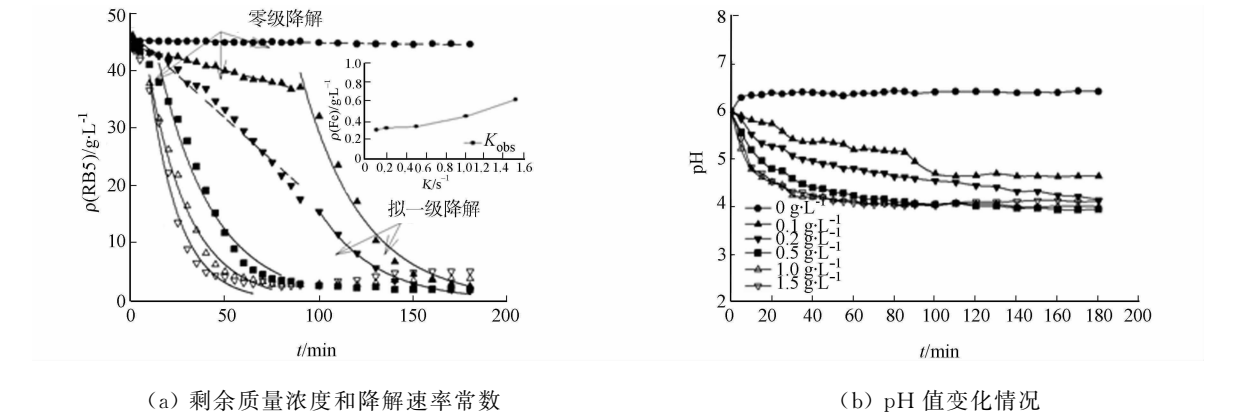 零级降解
拟一级降解
ρ(RB5)/g·L⁻¹
50
40
30
20
10
0
0 50 100 150 200
t/min
ρ(Fe)/g·L⁻¹
1.0
0.8
0.6
0.4
0.2
0
0.2 0.4 0.6 0.8 1.0 1.2 1.4 1.6
K/s⁻¹
K_obs
(a) 剩余质量浓度和降解速率常数
pH
8
7
6
5
4
3
2
0 g·L⁻¹
0.1 g·L⁻¹
0.2 g·L⁻¹
0.5 g·L⁻¹
1.0 g·L⁻¹
1.5 g·L⁻¹
0 20 40 60 80 100 120 140 160 180 200
t/min
(b) pH 值变化情况